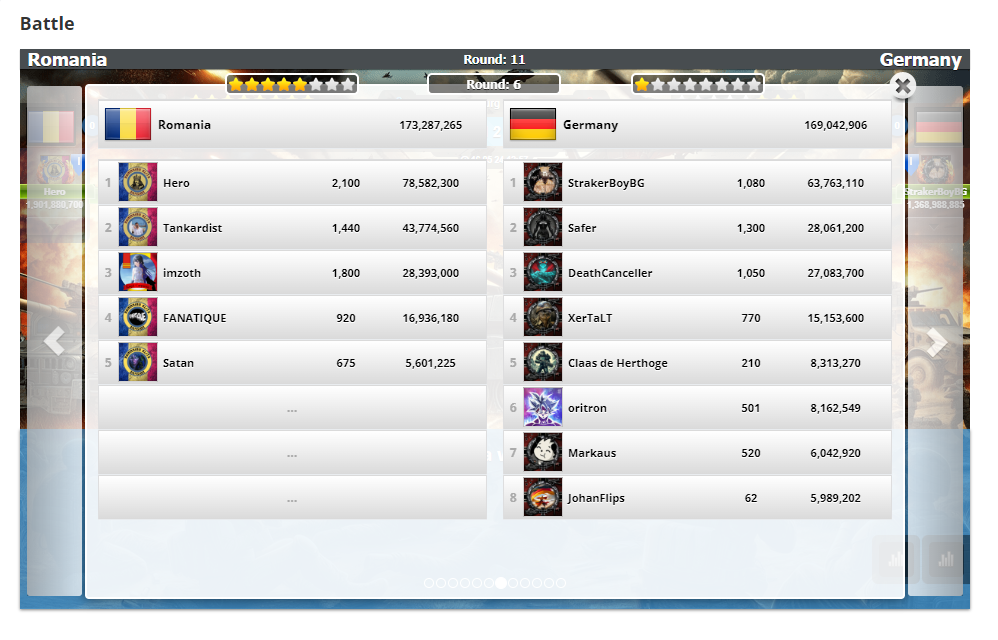 Battle
Romania Round: 11 Germany
Round: 6
Romania 173,287,265
Germany 169,042,906
1 Hero 2,100 78,582,300
2 Tankardist 1,440 43,774,560
3 imzoth 1,800 28,393,000
4 FANATIQUE 920 16,936,180
5 Satan 675 5,601,225
...
...
...
1 StrakerBoyBG 1,080 63,763,110
2 Safer 1,300 28,061,200
3 DeathCanceller 1,050 27,083,700
4 XerTaLT 770 15,153,600
5 Claas de Herthoge 210 8,313,270
6 oritron 501 8,162,549
7 Markaus 520 6,042,920
8 JohanFlips 62 5,989,202
Hero
StrakerBoyBG
1,368,988,885